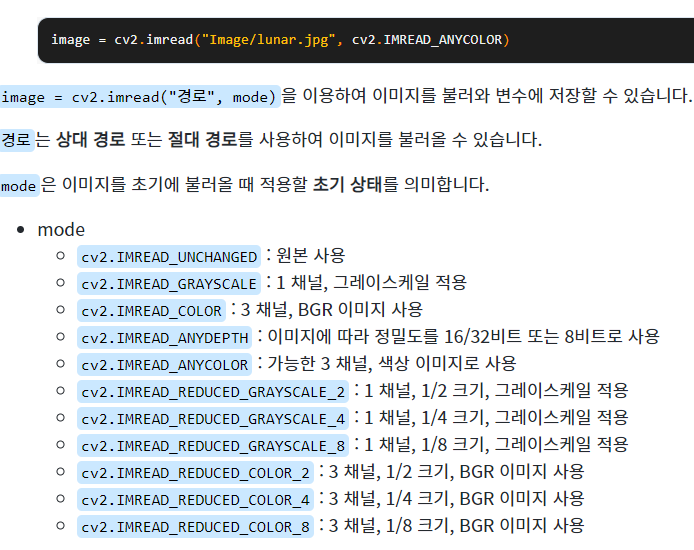 image = cv2.imread("Image/lunar.jpg", cv2.IMREAD_ANYCOLOR)
image = cv2.imread("경로", mode)을 이용하여 이미지를 불러와 변수에 저장할 수 있습니다.
경로는 상대 경로 또는 절대 경로를 사용하여 이미지를 불러올 수 있습니다.
mode은 이미지를 초기에 불러올 때 적용할 초기 상태를 의미합니다.
• mode
○ cv2.IMREAD_UNCHANGED : 원본 사용
○ cv2.IMREAD_GRAYSCALE : 1 채널, 그레이스케일 적용
○ cv2.IMREAD_COLOR : 3 채널, BGR 이미지 사용
○ cv2.IMREAD_ANYDEPTH : 이미지에 따라 정밀도를 16/32비트 또는 8비트로 사용
○ cv2.IMREAD_ANYCOLOR : 가능한 3 채널, 색상 이미지로 사용
○ cv2.IMREAD_REDUCED_GRAYSCALE_2 : 1 채널, 1/2 크기, 그레이스케일 적용
○ cv2.IMREAD_REDUCED_GRAYSCALE_4 : 1 채널, 1/4 크기, 그레이스케일 적용
○ cv2.IMREAD_REDUCED_GRAYSCALE_8 : 1 채널, 1/8 크기, 그레이스케일 적용
○ cv2.IMREAD_REDUCED_COLOR_2 : 3 채널, 1/2 크기, BGR 이미지 사용
○ cv2.IMREAD_REDUCED_COLOR_4 : 3 채널, 1/4 크기, BGR 이미지 사용
○ cv2.IMREAD_REDUCED_COLOR_8 : 3 채널, 1/8 크기, BGR 이미지 사용